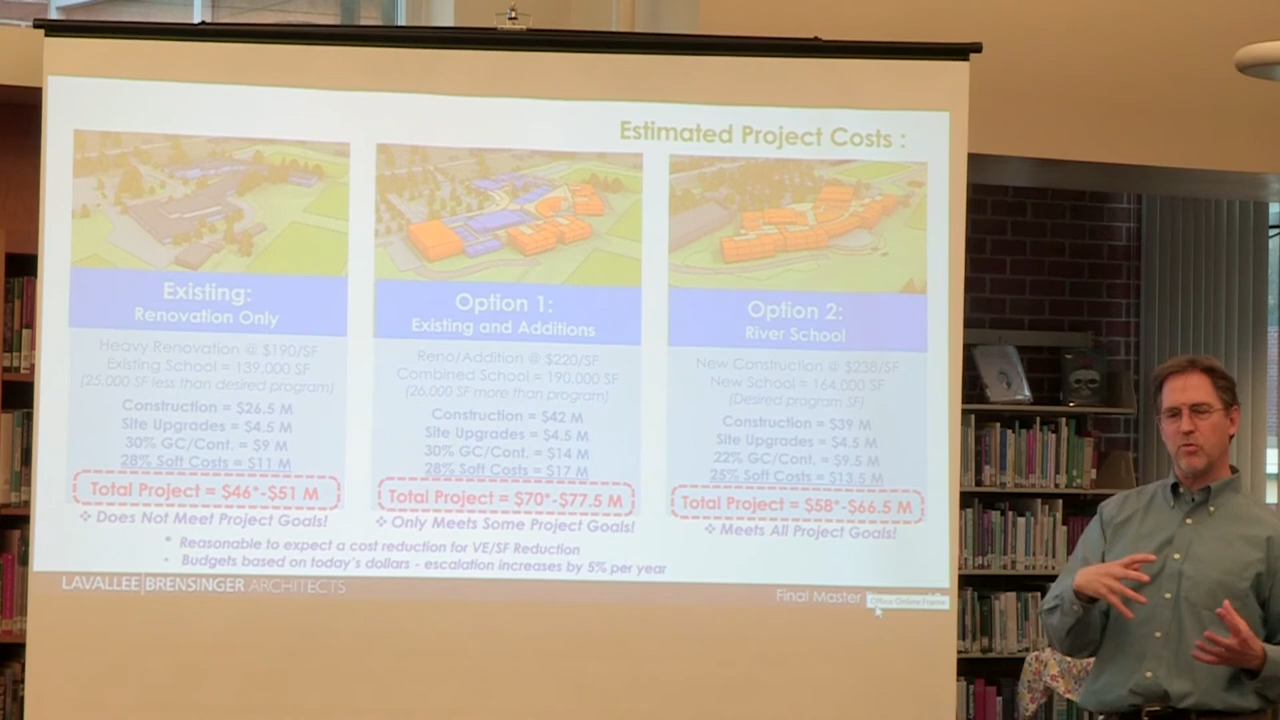 Estimated Project Costs :
Existing:
Renovation Only
Heavy Renovation @ $190/SF
Existing School = 139,000 SF
(25,000 SF less than desired program)
Construction = $26.5 M
Site Upgrades = $4.5 M
30% GC/Cont. = $9 M
28% Soft Costs = $11 M
Total Project = $46*-$51 M
❖ Does Not Meet Project Goals!
Option 1:
Existing and Additions
Reno/Addition @ $220/SF
Combined School = 190,000 SF
(26,000 SF more than program)
Construction = $42 M
Site Upgrades = $4.5 M
30% GC/Cont. = $14 M
28% Soft Costs = $17 M
Total Project = $70*-$77.5 M
❖ Only Meets Some Project Goals!
Option 2:
River School
New Construction @ $238/SF
New School = 164,000 SF
(Desired program SF)
Construction = $39 M
Site Upgrades = $4.5 M
22% GC/Cont. = $9.5 M
25% Soft Costs = $13.5 M
Total Project = $58*-$66.5 M
❖ Meets All Project Goals!
* Reasonable to expect a cost reduction for VE/SF Reduction
* Budgets based on today's dollars - escalation increases by 5% per year
LAVALLEE|BRENSINGER ARCHITECTS
Final Master
Office Online Frame